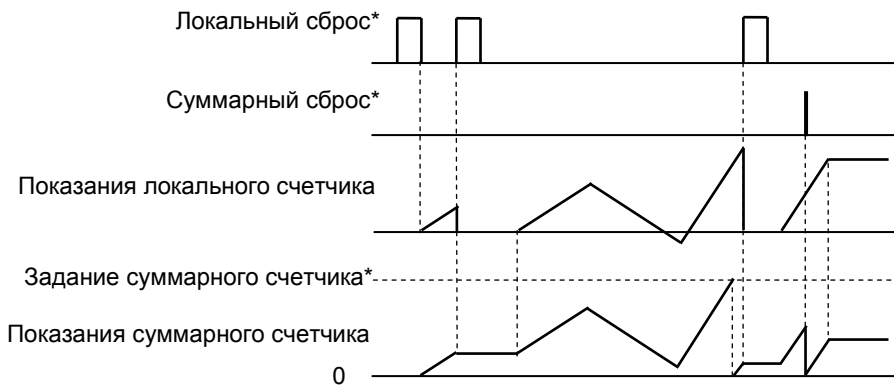 Локальный сброс*
Суммарный сброс*
Показания локального счетчика
Задание суммарного счетчика*
Показания суммарного счетчика
0